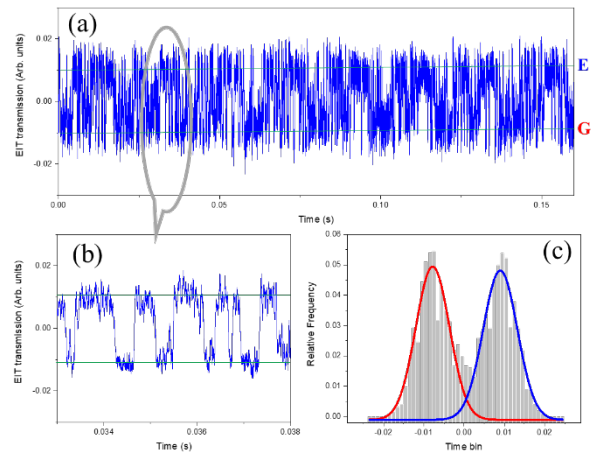 (a)
EIT transmission (Arb. units)
0.02
0.00
-0.02
E
G
0.00
0.05
0.10
0.15
Time (s)
(b)
EIT transmission (Arb. units)
0.02
0.00
-0.02
0.034
0.036
0.038
Time (s)
(c)
Relative Frequency
0.08
0.07
0.06
0.05
0.04
0.03
0.02
0.01
0.00
-0.02
-0.01
0.00
0.01
0.02
Time bin